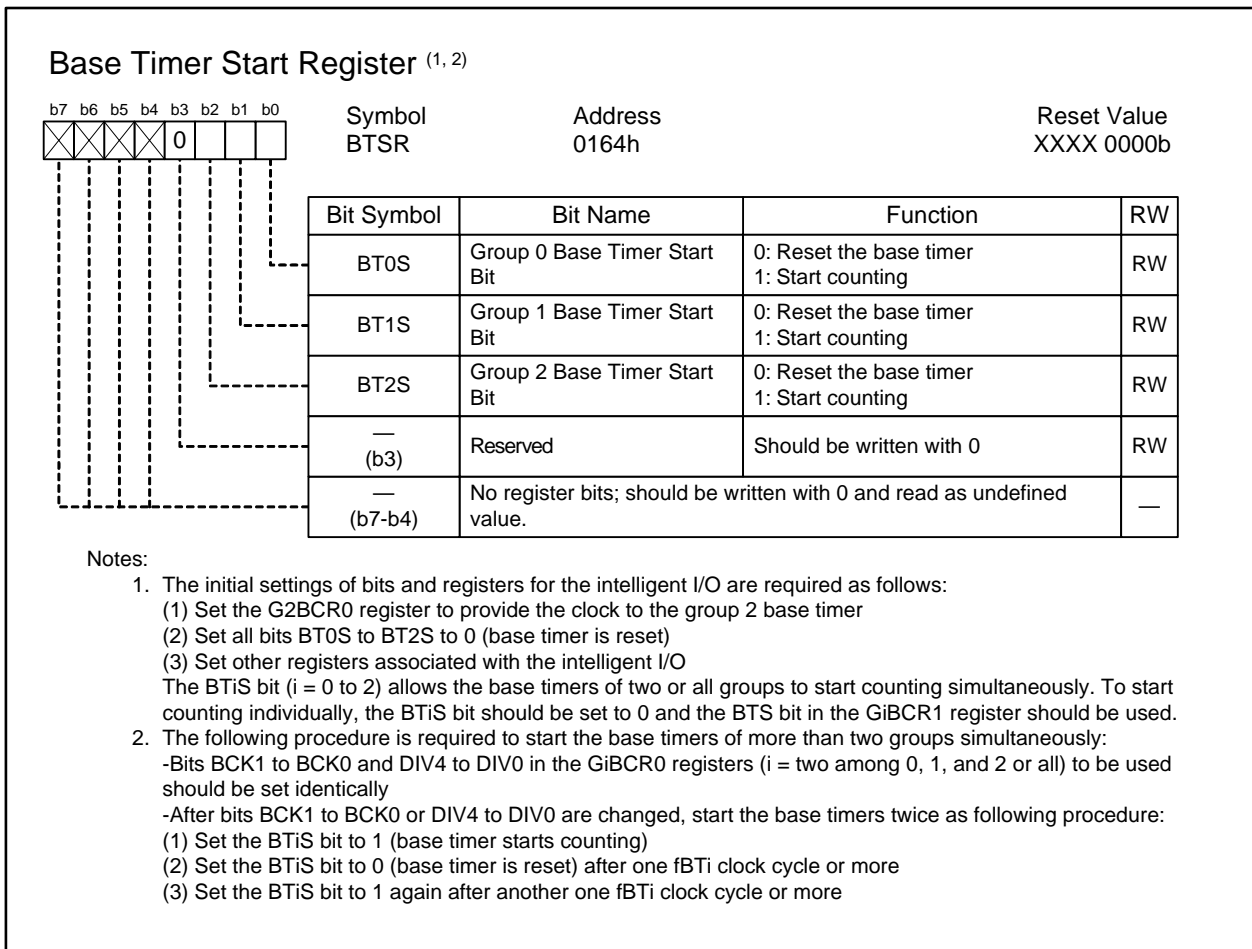 Base Timer Start Register (1, 2)
b7 b6 b5 b4 b3 b2 b1 b0
0
Symbol Address Reset Value
BTSR 0164h XXXX 0000b
Bit Symbol Bit Name Function RW
BT0S Group 0 Base Timer Start Bit 0: Reset the base timer 1: Start counting RW
BT1S Group 1 Base Timer Start Bit 0: Reset the base timer 1: Start counting RW
BT2S Group 2 Base Timer Start Bit 0: Reset the base timer 1: Start counting RW
— (b3) Reserved Should be written with 0 RW
— (b7-b4) No register bits; should be written with 0 and read as undefined value. —
Notes:
1. The initial settings of bits and registers for the intelligent I/O are required as follows:
(1) Set the G2BCR0 register to provide the clock to the group 2 base timer
(2) Set all bits BT0S to BT2S to 0 (base timer is reset)
(3) Set other registers associated with the intelligent I/O
The BTiS bit (i = 0 to 2) allows the base timers of two or all groups to start counting simultaneously. To start
counting individually, the BTiS bit should be set to 0 and the BTS bit in the GiBCR1 register should be used.
2. The following procedure is required to start the base timers of more than two groups simultaneously:
-Bits BCK1 to BCK0 and DIV4 to DIV0 in the GiBCR0 registers (i = two among 0, 1, and 2 or all) to be used
should be set identically
-After bits BCK1 to BCK0 or DIV4 to DIV0 are changed, start the base timers twice as following procedure:
(1) Set the BTiS bit to 1 (base timer starts counting)
(2) Set the BTiS bit to 0 (base timer is reset) after one fBTi clock cycle or more
(3) Set the BTiS bit to 1 again after another one fBTi clock cycle or more